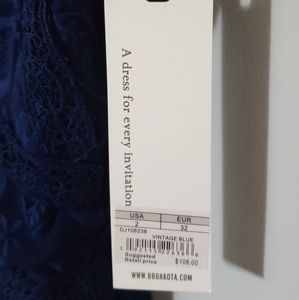 A dress for every invitation
USA EUR
2 32
DJ108238 VINTAGE BLUE
Suggested
Retail price $108.00
WWW.BBDAKOTA.COM